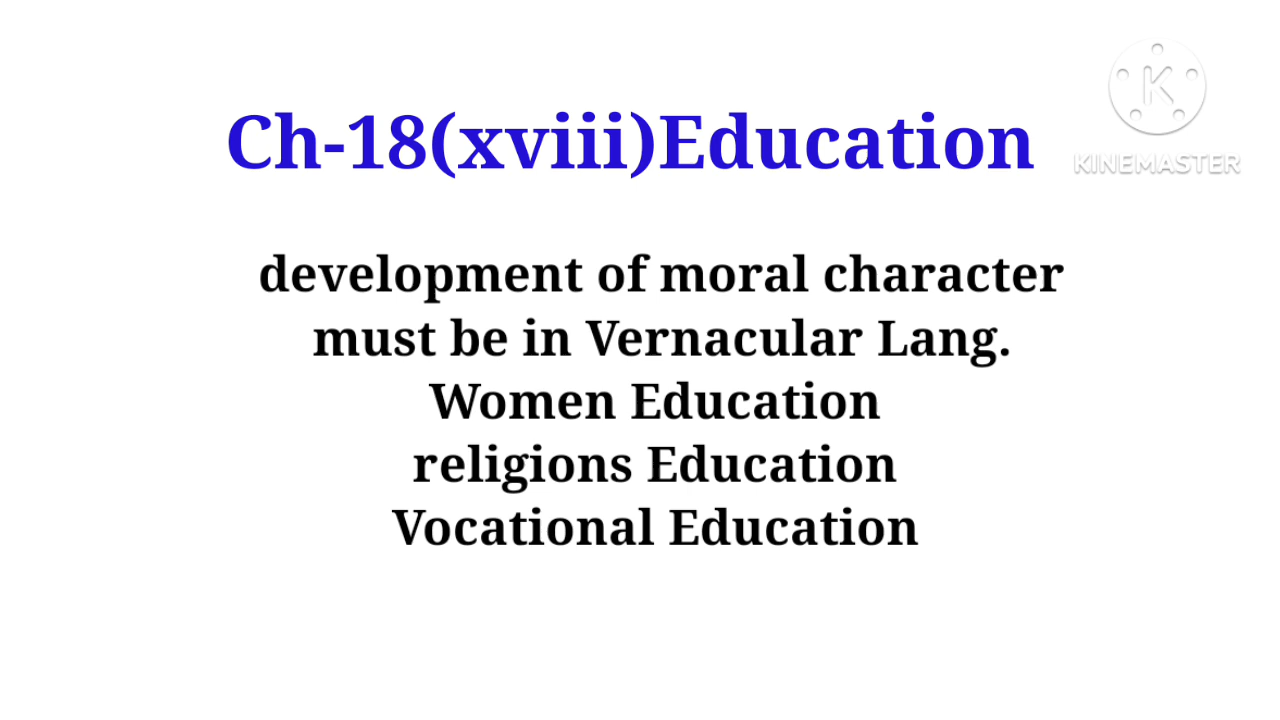 Ch-18(xviii)Education
KINEMASTER
development of moral character
must be in Vernacular Lang.
Women Education
religions Education
Vocational Education